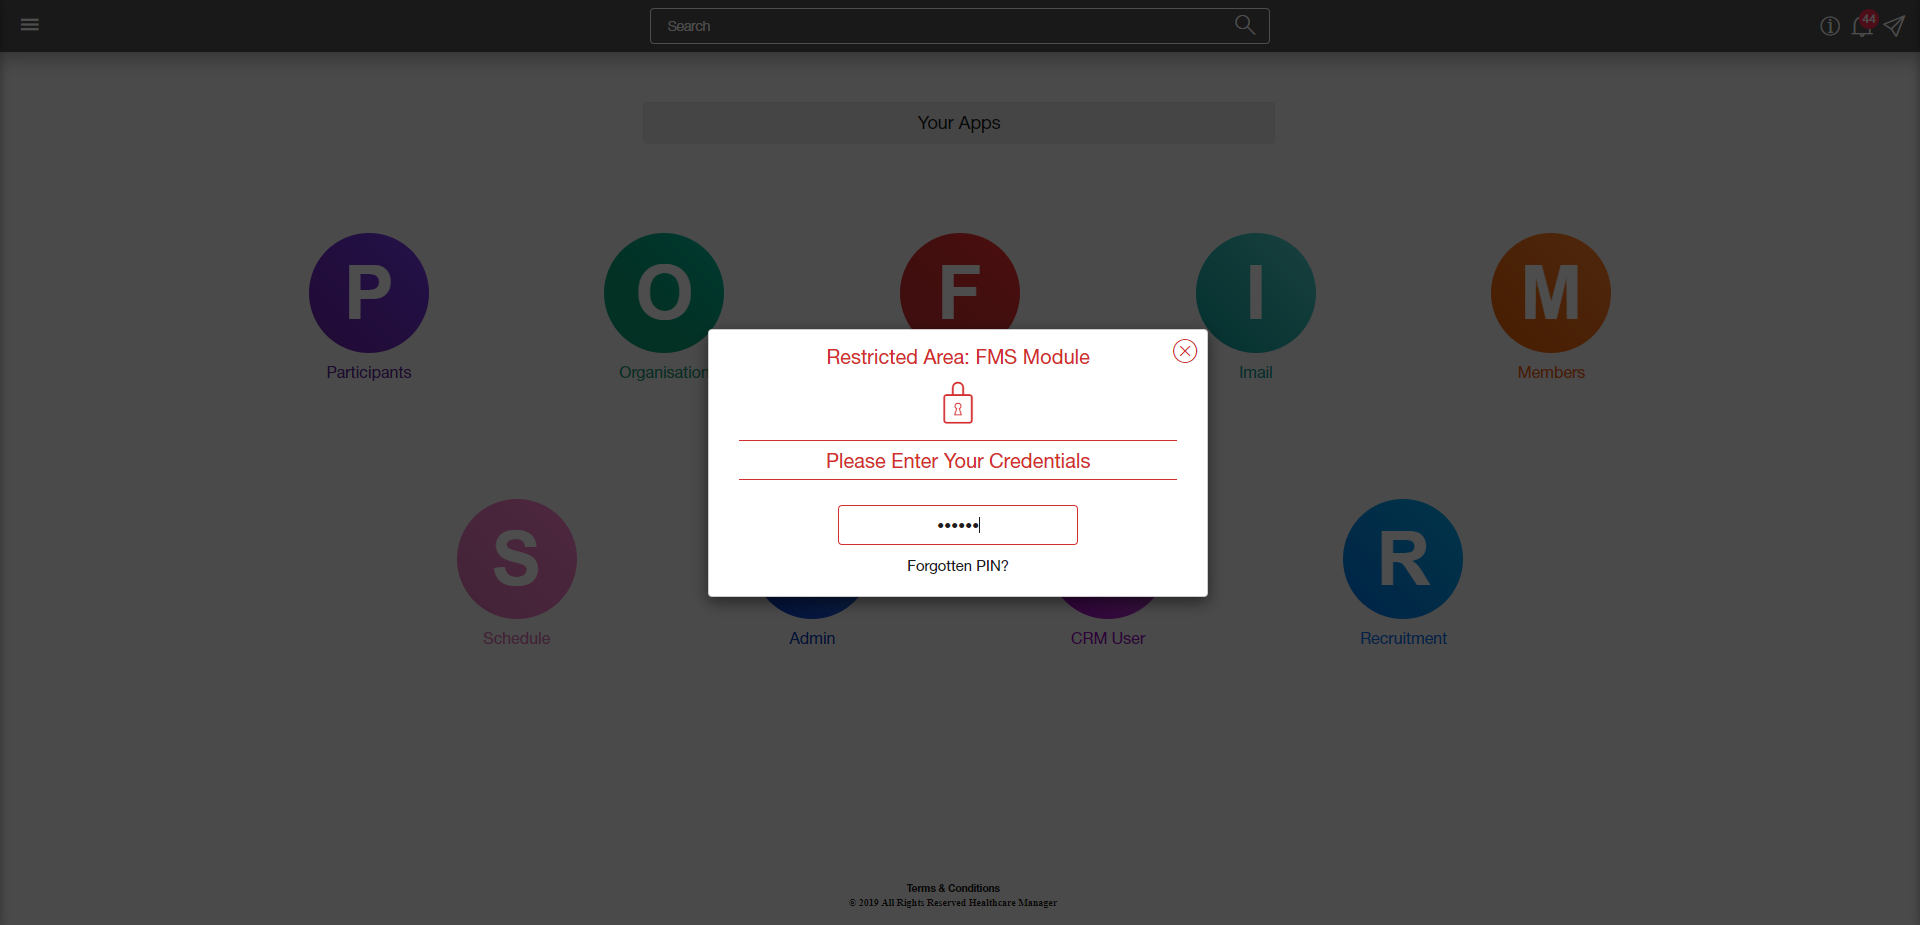 Search
44
Your Apps
P
O
F
I
M
Participants
Organisation
Imail
Members
Restricted Area: FMS Module
Please Enter Your Credentials
••••••
Forgotten PIN?
S
R
Schedule
Admin
CRM User
Recruitment
Terms & Conditions
© 2019 All Rights Reserved Healthcare Manager